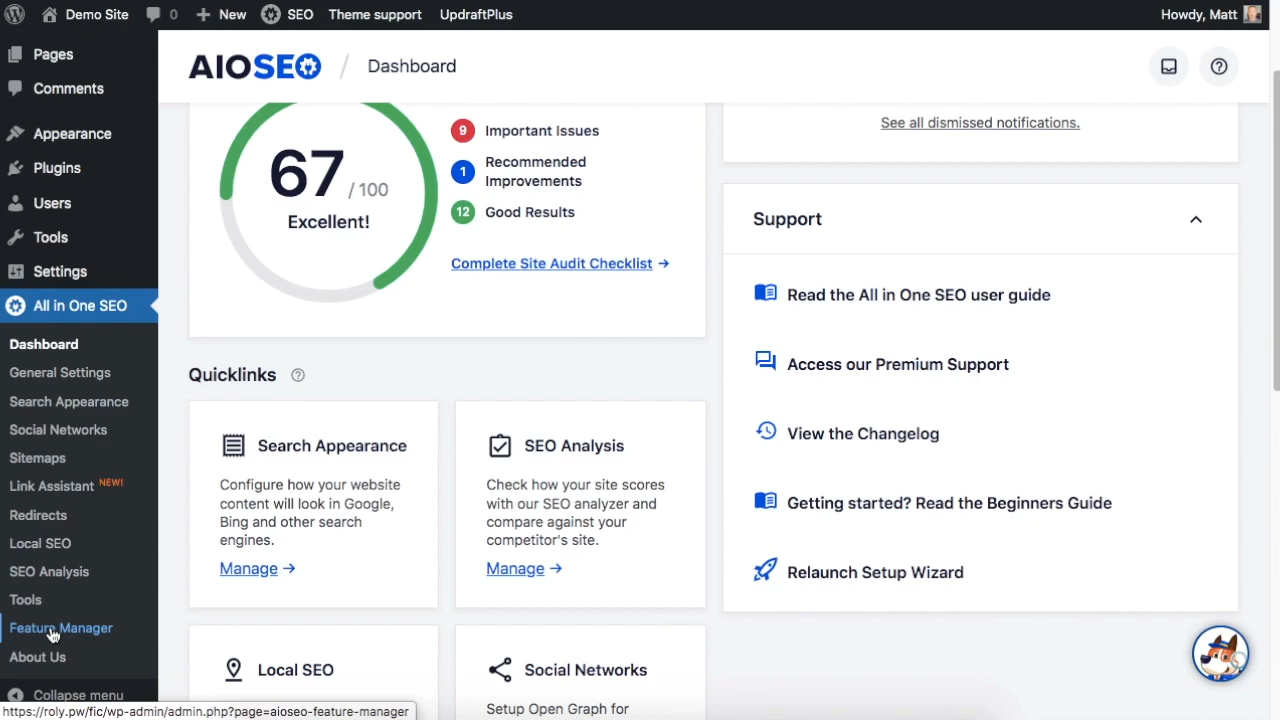 Demo Site 0 New SEO Theme support UpdraftPlus Howdy, Matt
Pages
Comments
Appearance
Plugins
Users
Tools
Settings
All in One SEO
Dashboard
General Settings
Search Appearance
Social Networks
Sitemaps
Link Assistant NEW!
Redirects
Local SEO
SEO Analysis
Tools
Feature Manager
About Us
Collapse menu
AIOSEO / Dashboard
67 / 100
Excellent!
9 Important Issues
1 Recommended
Improvements
12 Good Results
Complete Site Audit Checklist →
See all dismissed notifications.
Quicklinks
Search Appearance
Configure how your website
content will look in Google,
Bing and other search
engines.
Manage →
SEO Analysis
Check how your site scores
with our SEO analyzer and
compare against your
competitor's site.
Manage →
Local SEO
Social Networks
Setup Open Graph for
Support
Read the All in One SEO user guide
Access our Premium Support
View the Changelog
Getting started? Read the Beginners Guide
Relaunch Setup Wizard
https://roly.pw/fic/wp-admin/admin.php?page=aioseo-feature-manager